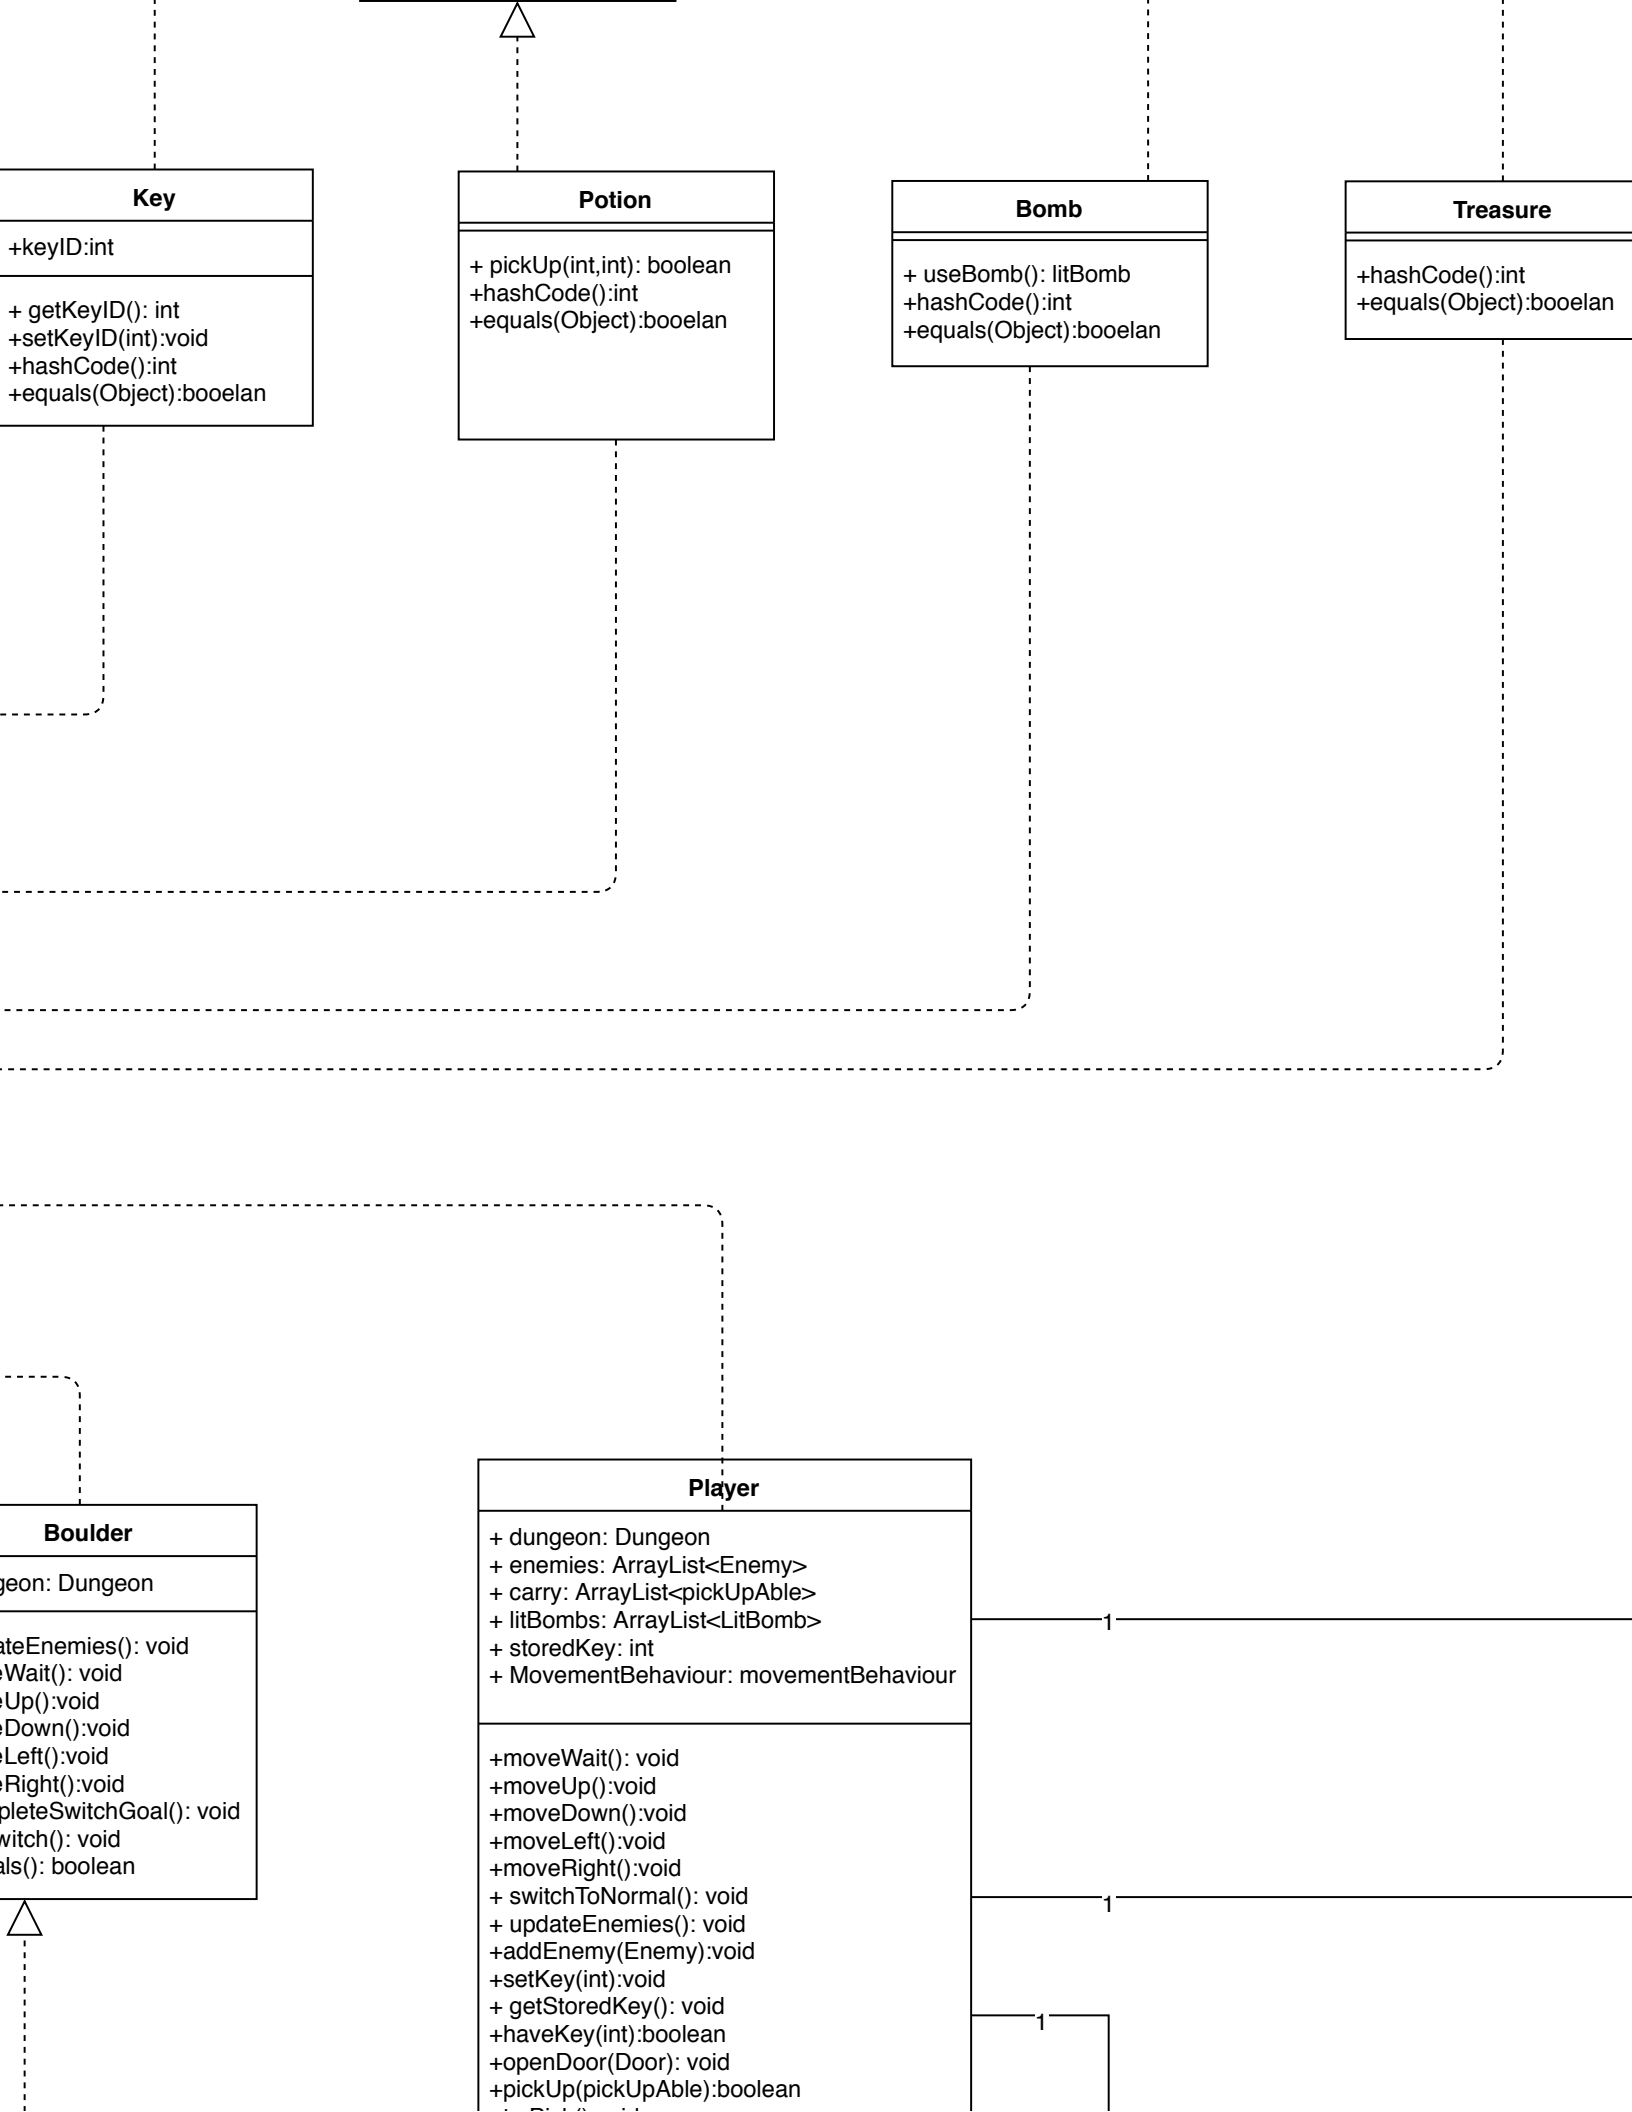 Key
+keyID:int
+ getKeyID(): int
+setKeyID(int):void
+hashCode():int
+equals(Object):booelan
Potion
+ pickUp(int,int): boolean
+hashCode():int
+equals(Object):booelan
Bomb
+ useBomb(): litBomb
+hashCode():int
+equals(Object):booelan
Treasure
+hashCode():int
+equals(Object):booelan
Boulder
geon: Dungeon
ateEnemies(): void
eWait(): void
eUp():void
eDown():void
eLeft():void
eRight():void
pleteSwitchGoal(): void
witch(): void
als(): boolean
Player
+ dungeon: Dungeon
+ enemies: ArrayList<Enemy>
+ carry: ArrayList<pickUpAble>
+ litBombs: ArrayList<LitBomb>
+ storedKey: int
+ MovementBehaviour: movementBehaviour
+moveWait(): void
+moveUp():void
+moveDown():void
+moveLeft():void
+moveRight():void
+ switchToNormal(): void
+ updateEnemies(): void
+addEnemy(Enemy):void
+setKey(int):void
+ getStoredKey(): void
+haveKey(int):boolean
+openDoor(Door): void
+pickUp(pickUpAble):boolean
1
1
1